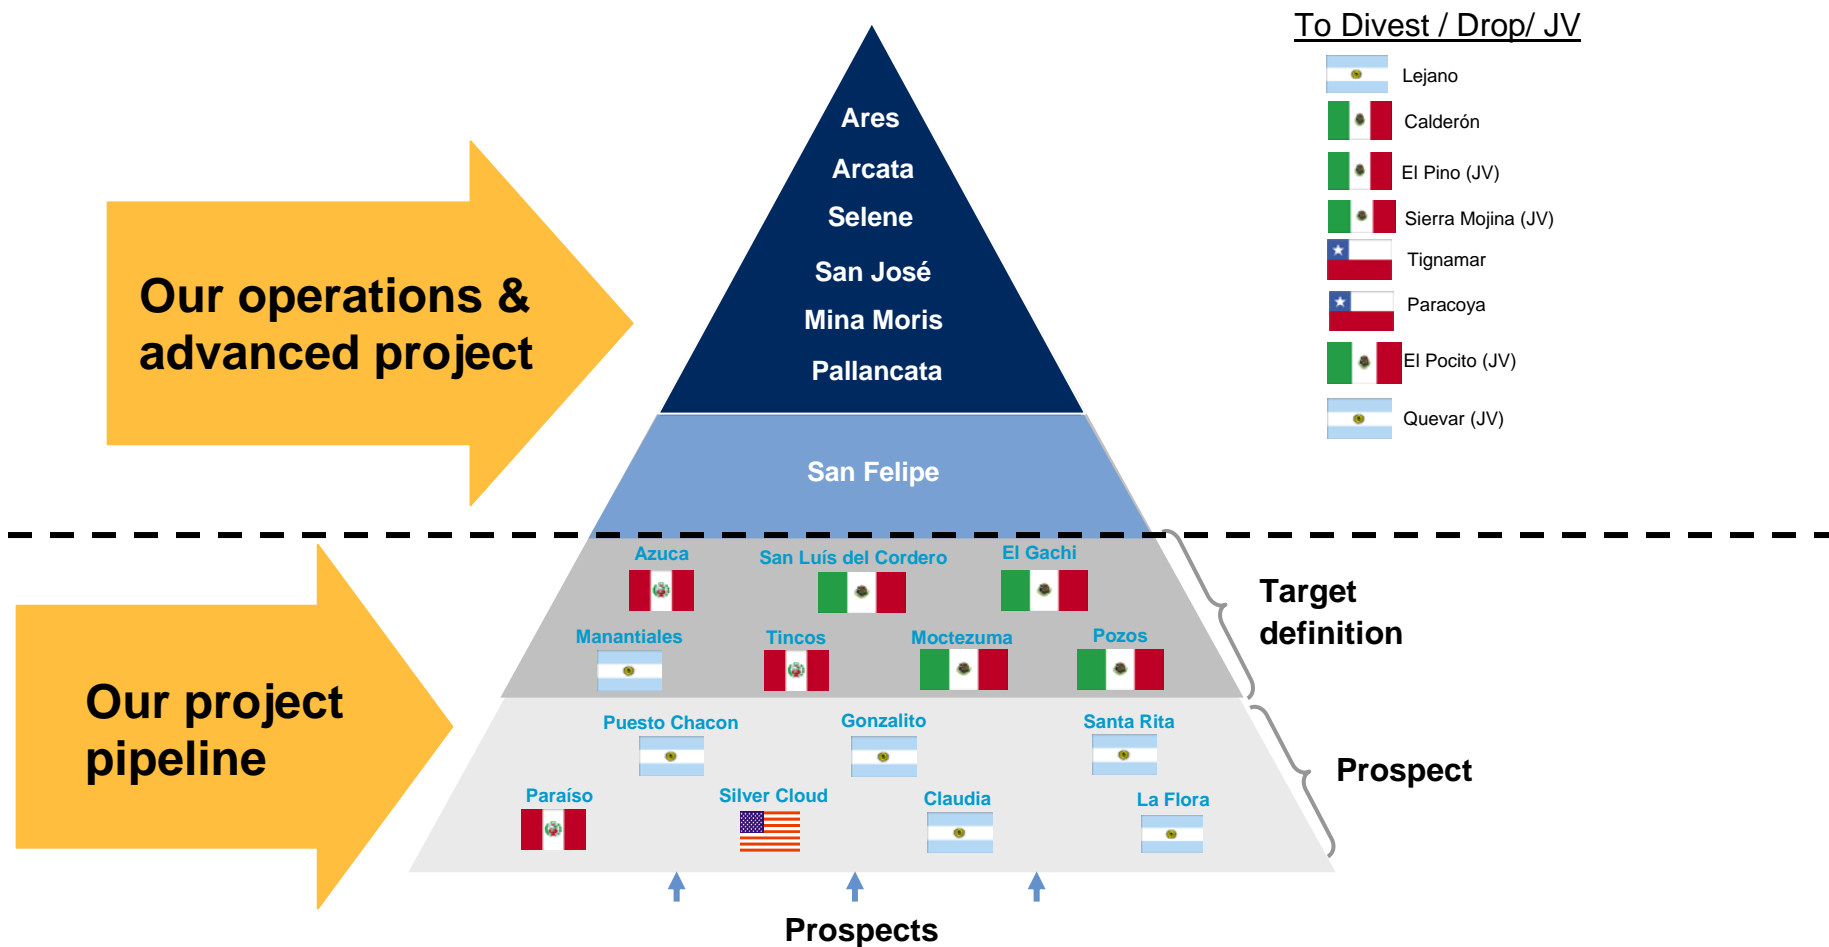 To Divest / Drop/ JV
Lejano
Calderón
El Pino (JV)
Sierra Mojina (JV)
Tignamar
Paracoya
El Pocito (JV)
Quevar (JV)
Our operations &
advanced project
Ares
Arcata
Selene
San José
Mina Moris
Pallancata
San Felipe
Our project
pipeline
Azuca
San Luís del Cordero
El Gachi
Manantiales
Tincos
Moctezuma
Pozos
Target
definition
Puesto Chacon
Gonzalito
Santa Rita
Paraíso
Silver Cloud
Claudia
La Flora
Prospect
Prospects